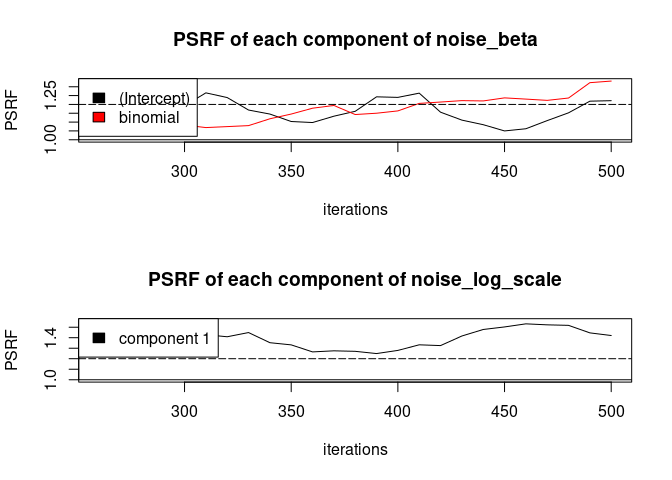 PSRF of each component of noise_beta
PSRF
1.00 1.25
(Intercept)
binomial
300 350 400 450 500
iterations
PSRF of each component of noise_log_scale
PSRF
1.0 1.4
component 1
300 350 400 450 500
iterations